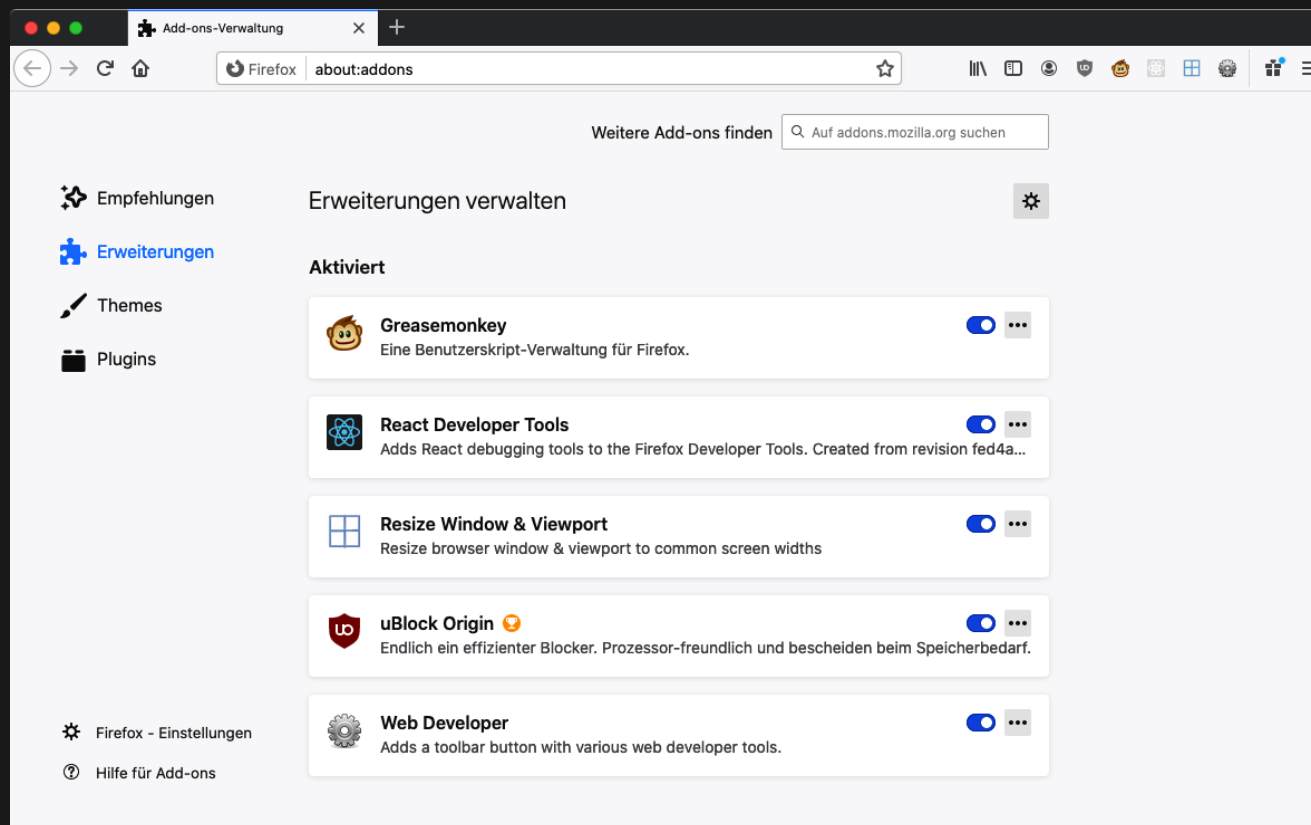 Add-ons-Verwaltung
Firefox about:addons
Weitere Add-ons finden Auf addons.mozilla.org suchen
Empfehlungen
Erweiterungen
Themes
Plugins
Firefox - Einstellungen
Hilfe für Add-ons
Erweiterungen verwalten
Aktiviert
Greasemonkey
Eine Benutzerskript-Verwaltung für Firefox.
React Developer Tools
Adds React debugging tools to the Firefox Developer Tools. Created from revision fed4a...
Resize Window & Viewport
Resize browser window & viewport to common screen widths
uBlock Origin
Endlich ein effizienter Blocker. Prozessor-freundlich und bescheiden beim Speicherbedarf.
Web Developer
Adds a toolbar button with various web developer tools.